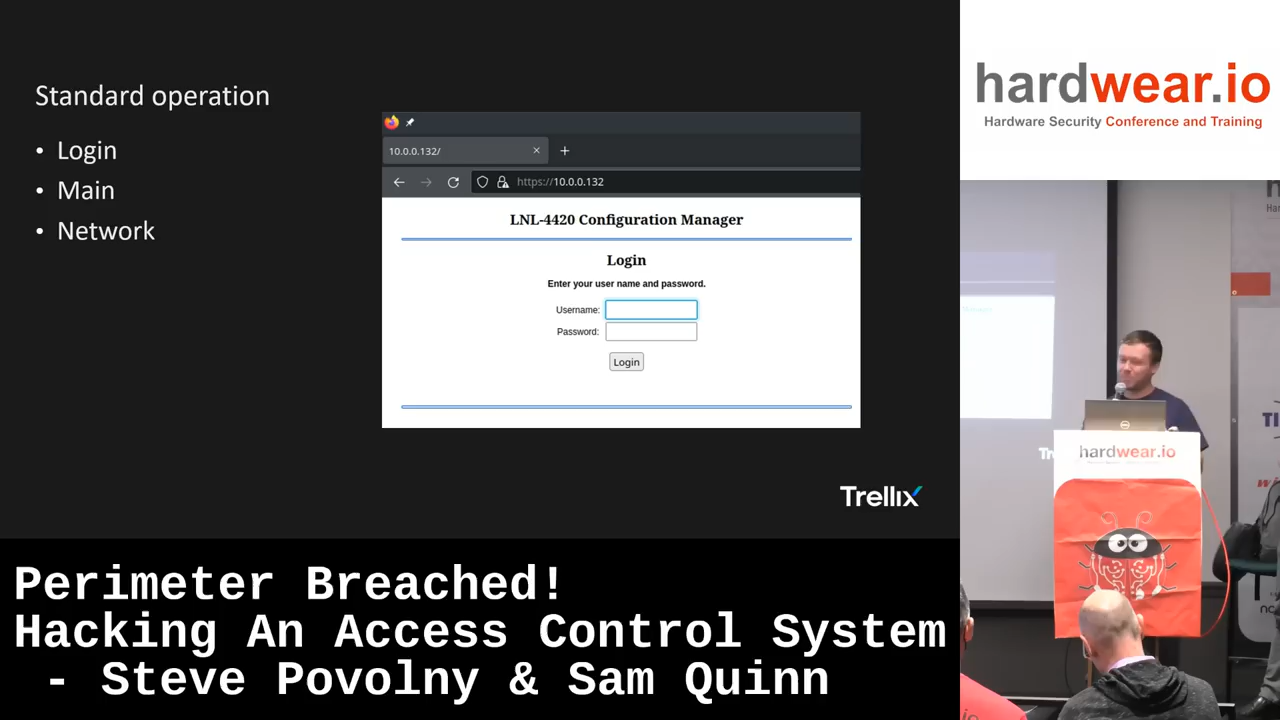 Standard operation
• Login
• Main
• Network
10.0.0.132/
https://10.0.0.132
LNL-4420 Configuration Manager
Login
Enter your user name and password.
Username:
Password:
Login
Trellix
Perimeter Breached!
Hacking An Access Control System
- Steve Povolny & Sam Quinn
hardwear.io
Hardware Security Conference and Training
hardwear.io